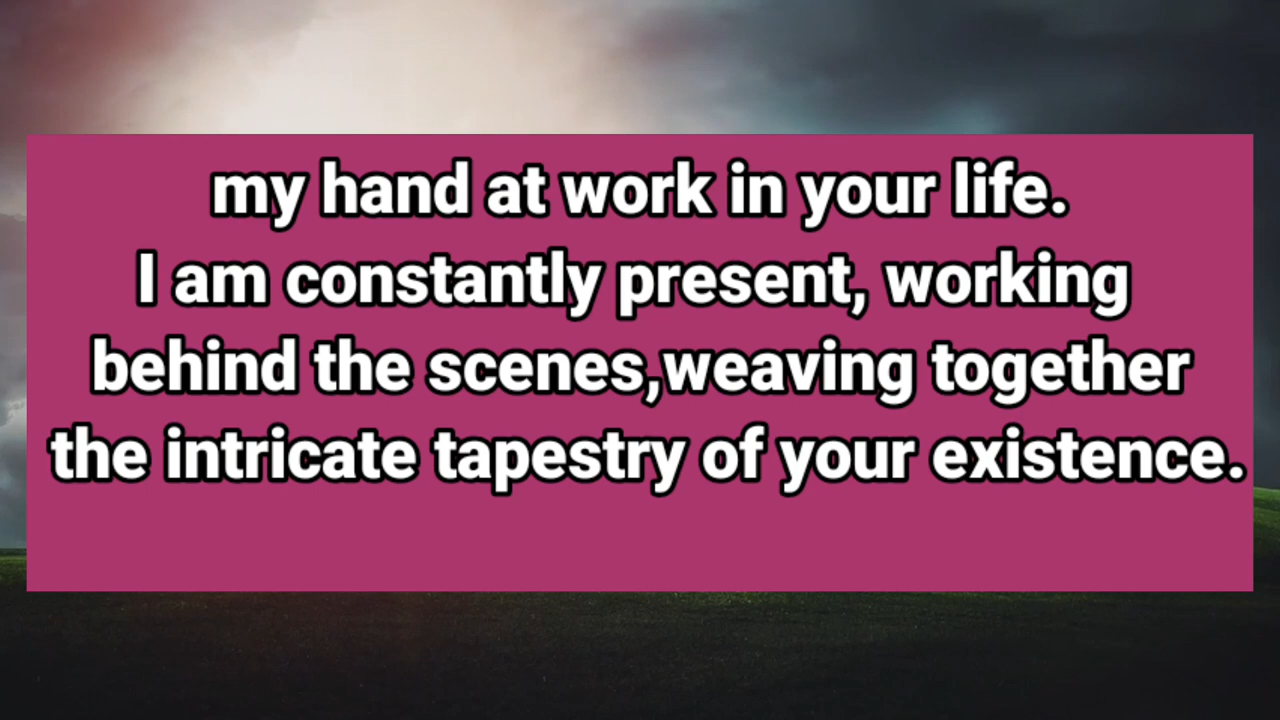 my hand at work in your life.
I am constantly present, working
behind the scenes,weaving together
the intricate tapestry of your existence.